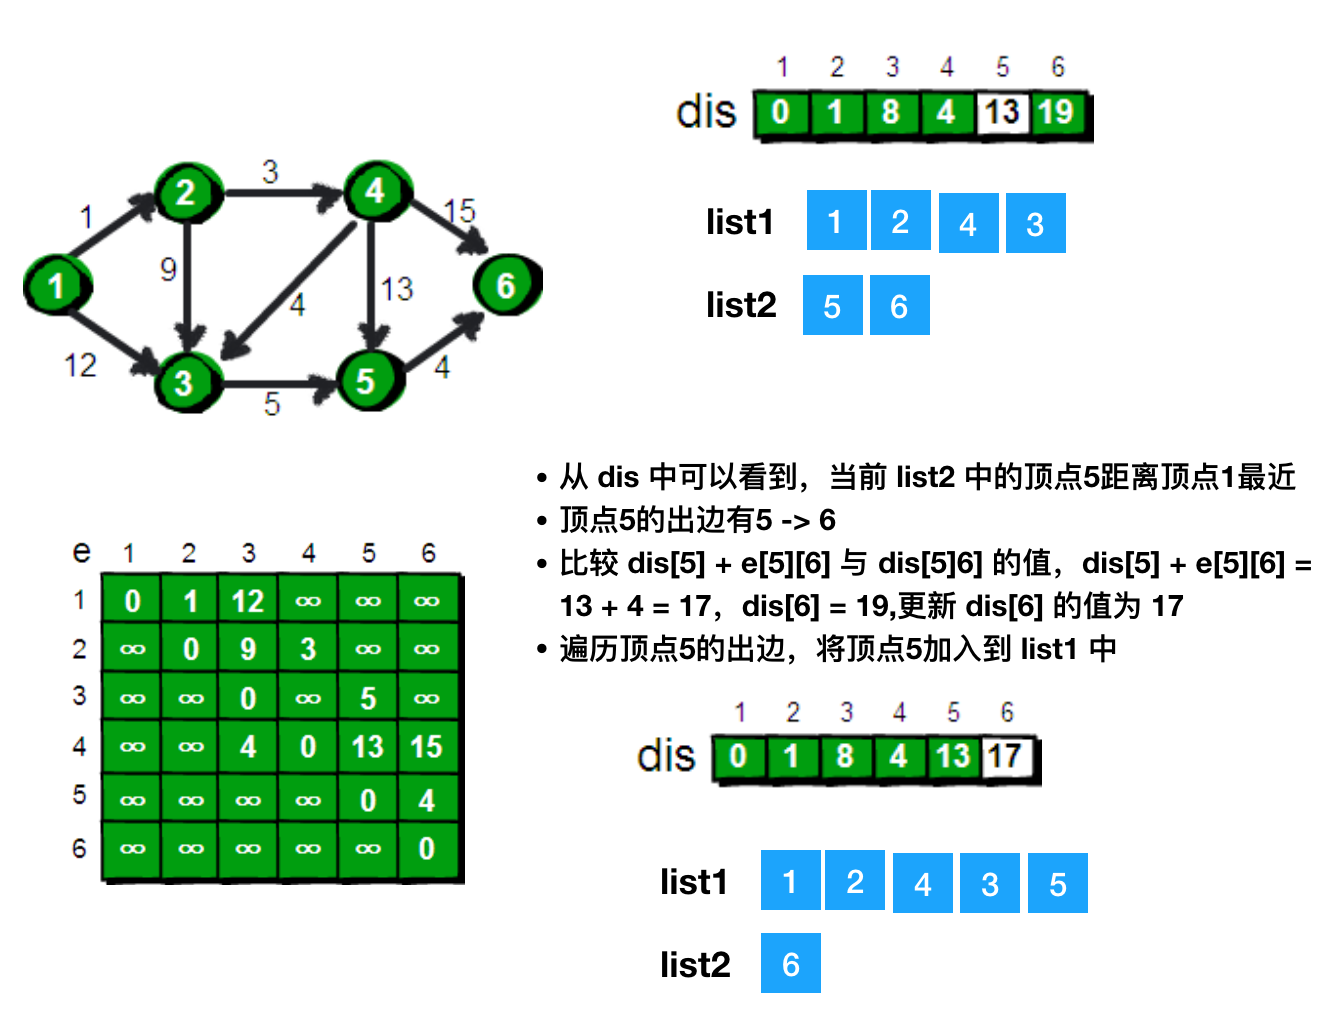 1 2 3 4 5 6
dis 0 1 8 4 13 19
list1 1 2 4 3
list2 5 6
1 2 3 4 5 6
1 12 9 3 4 13 15 5 4
• 从 dis 中可以看到，当前 list2 中的顶点5距离顶点1最近
• 顶点5的出边有5 -> 6
• 比较 dis[5] + e[5][6] 与 dis[5]6] 的值，dis[5] + e[5][6] =
13 + 4 = 17，dis[6] = 19,更新 dis[6] 的值为 17
• 遍历顶点5的出边，将顶点5加入到 list1 中
e 1 2 3 4 5 6
1 0 1 12 ∞ ∞ ∞
2 ∞ 0 9 3 ∞ ∞
3 ∞ ∞ 0 ∞ 5 ∞
4 ∞ ∞ 4 0 13 15
5 ∞ ∞ ∞ ∞ 0 4
6 ∞ ∞ ∞ ∞ ∞ 0
1 2 3 4 5 6
dis 0 1 8 4 13 17
list1 1 2 4 3 5
list2 6